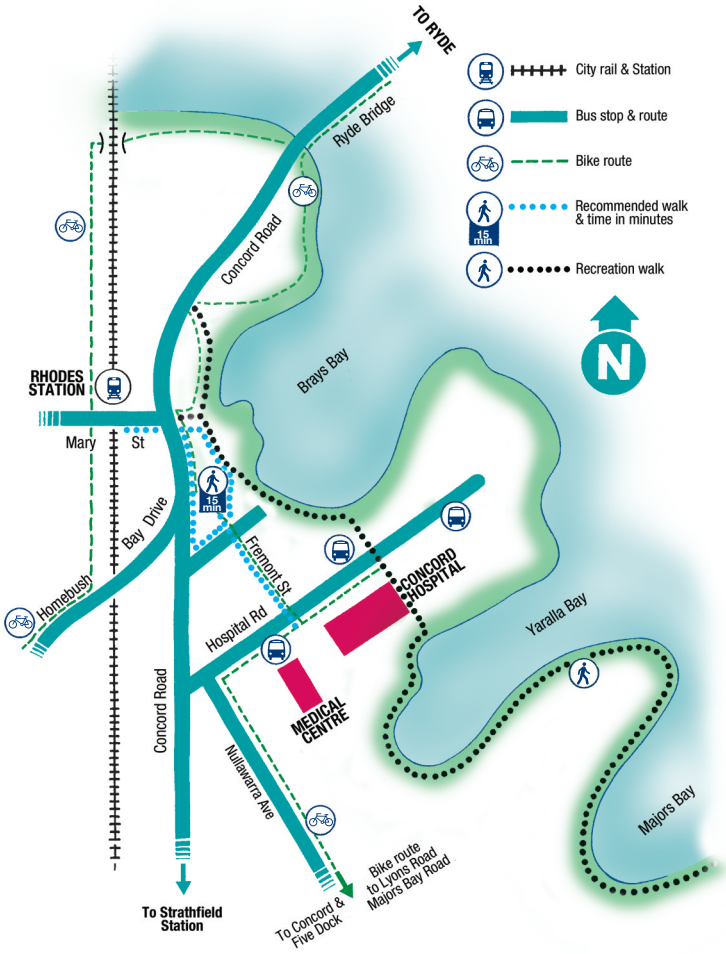 TO RYDE
City rail & Station
Bus stop & route
Bike route
Recommended walk
& time in minutes
15
min
Recreation walk
N
Ryde Bridge
Concord Road
Brays Bay
RHODES
STATION
Mary St
15
min
Bay Drive
Homebush
Fremont St
Hospital Rd
CONCORD
HOSPITAL
Yaralla Bay
Concord Road
MEDICAL
CENTRE
Nullawarra Ave
Majors Bay
Bike route
to Lyons Road
Majors Bay Road
To Concord &
Five Dock
To Strathfield
Station